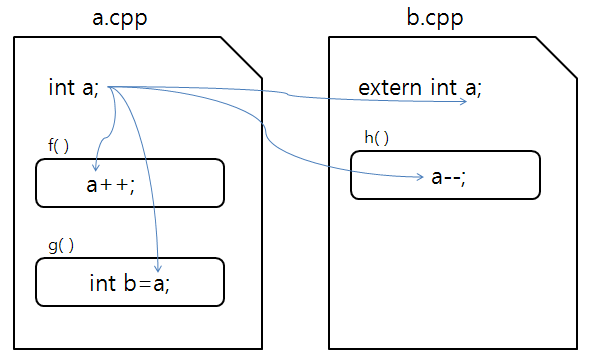 a.cpp
int a;
f( )
a++;
g( )
int b=a;
b.cpp
extern int a;
h( )
a--;